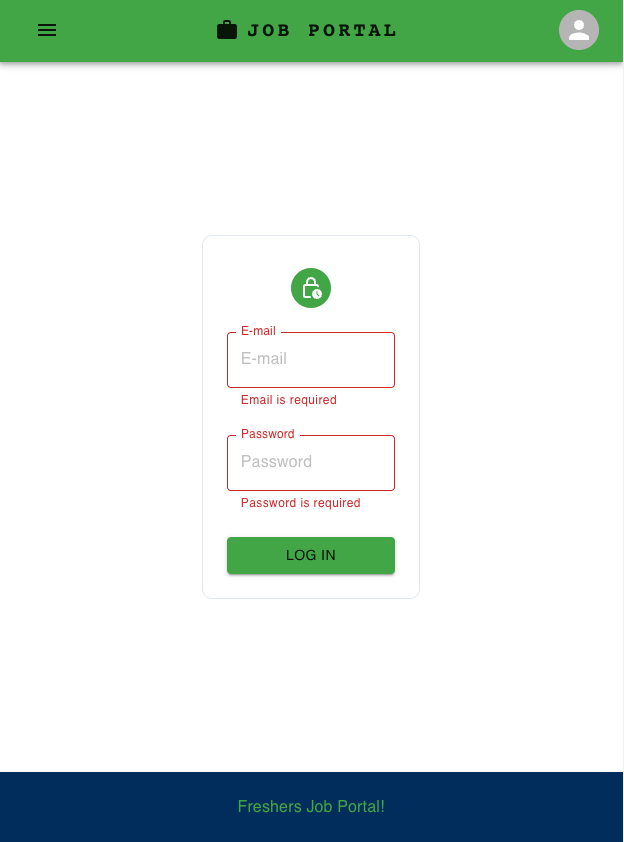 JOB PORTAL
E-mail
E-mail
Email is required
Password
Password
Password is required
LOG IN
Freshers Job Portal!